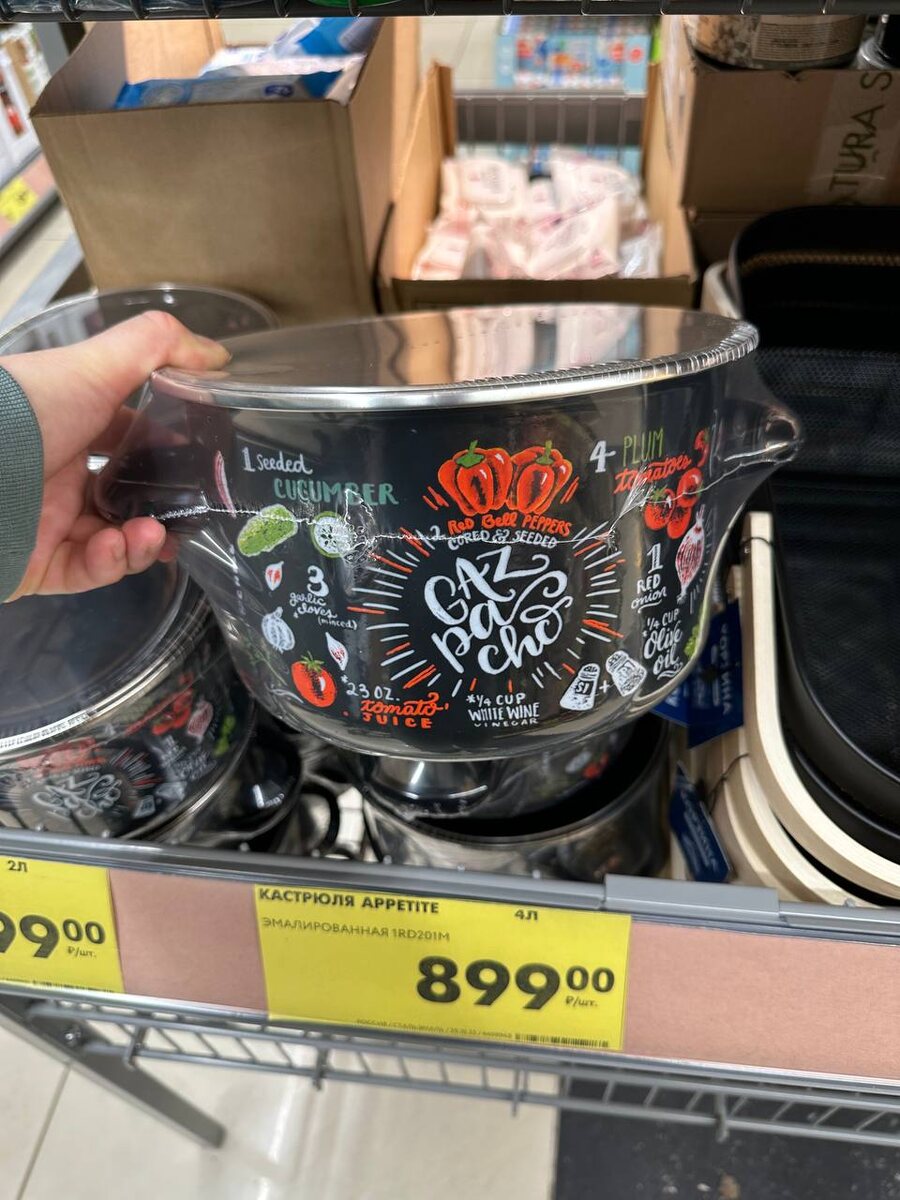 ATURA S
1 Seeded
CUCUMBER
2
Red Bell PEPPERS
CORED & SEEDED
4 PLUM
tomatoes
GAZ
pa
cho
3
garlic
cloves
(minced)
1
RED
onion
*1/4 CUP
Olive
oil
*23 OZ.
tomato
JUICE
*1/4 CUP
WHITE WINE
VINEGAR
+
2Л
99 00
₽/шт.
КАСТРЮЛЯ APPETITE 4Л
ЭМАЛИРОВАННАЯ 1RD201M
899 00
₽/шт.